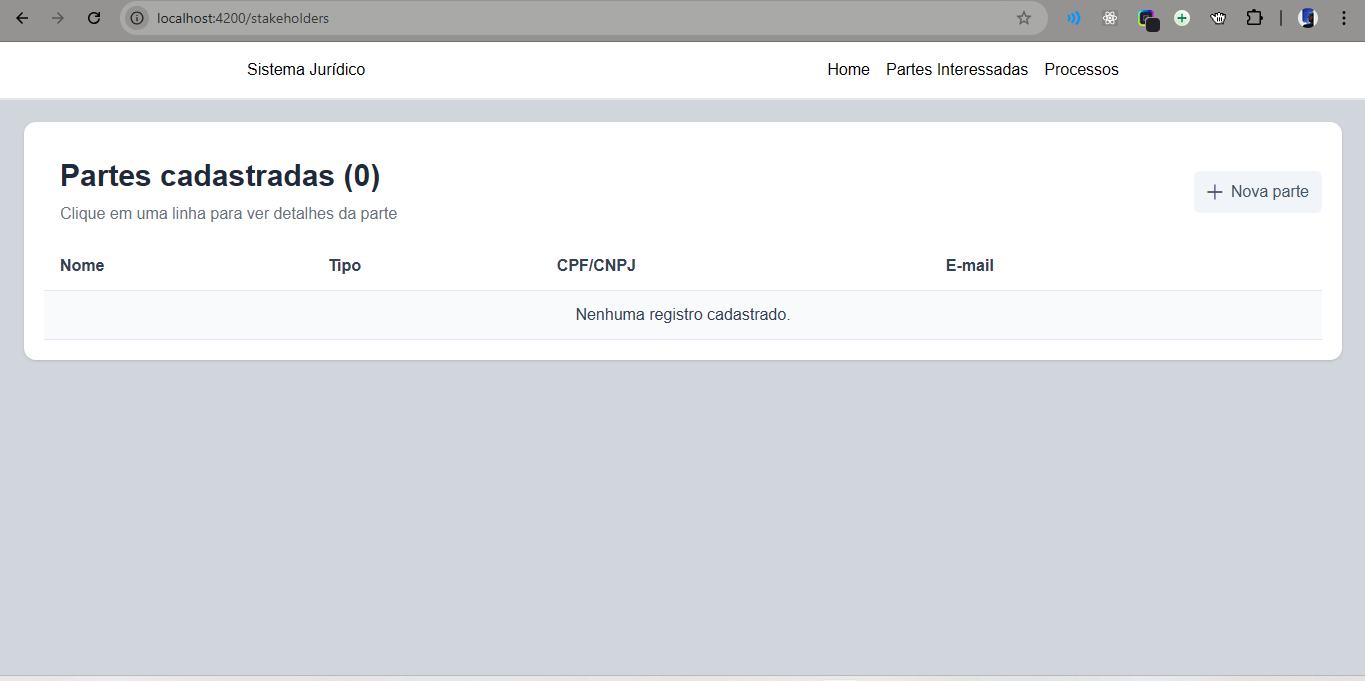 localhost:4200/stakeholders
Sistema Jurídico
Home Partes Interessadas Processos
Partes cadastradas (0)
Clique em uma linha para ver detalhes da parte
Nova parte
Nome Tipo CPF/CNPJ E-mail
Nenhuma registro cadastrado.